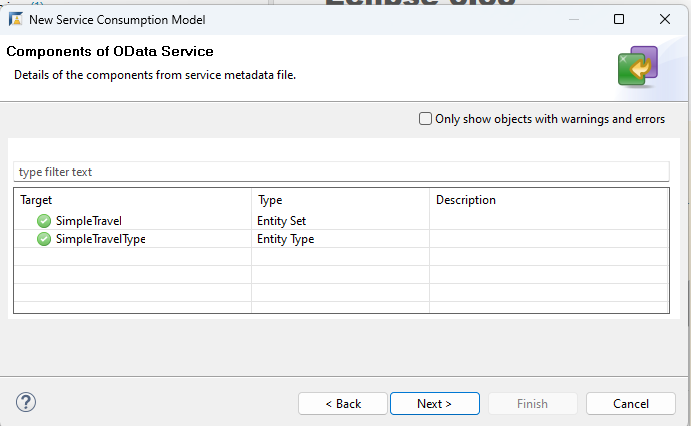 New Service Consumption Model
Components of OData Service
Details of the components from service metadata file.
Only show objects with warnings and errors
type filter text
Target Type Description
SimpleTravel Entity Set
SimpleTravelType Entity Type
? < Back Next > Finish Cancel